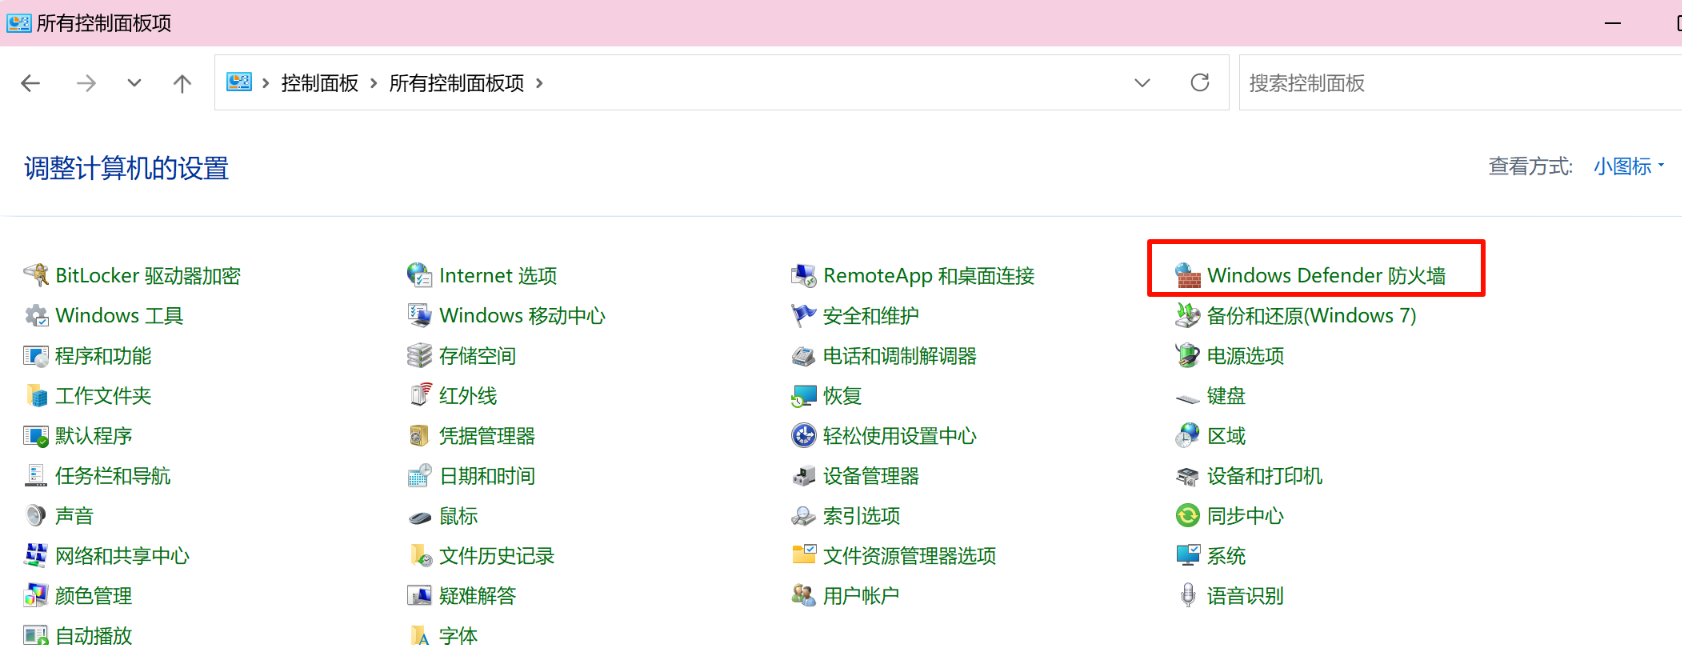 所有控制面板项
控制面板 所有控制面板项
搜索控制面板
调整计算机的设置
查看方式: 小图标
BitLocker 驱动器加密
Internet 选项
RemoteApp 和桌面连接
Windows Defender 防火墙
Windows 工具
Windows 移动中心
安全和维护
备份和还原(Windows 7)
程序和功能
存储空间
电话和调制解调器
电源选项
工作文件夹
红外线
恢复
键盘
默认程序
凭据管理器
轻松使用设置中心
区域
任务栏和导航
日期和时间
设备管理器
设备和打印机
声音
鼠标
索引选项
同步中心
网络和共享中心
文件历史记录
文件资源管理器选项
系统
颜色管理
疑难解答
用户帐户
语音识别
自动播放
字体